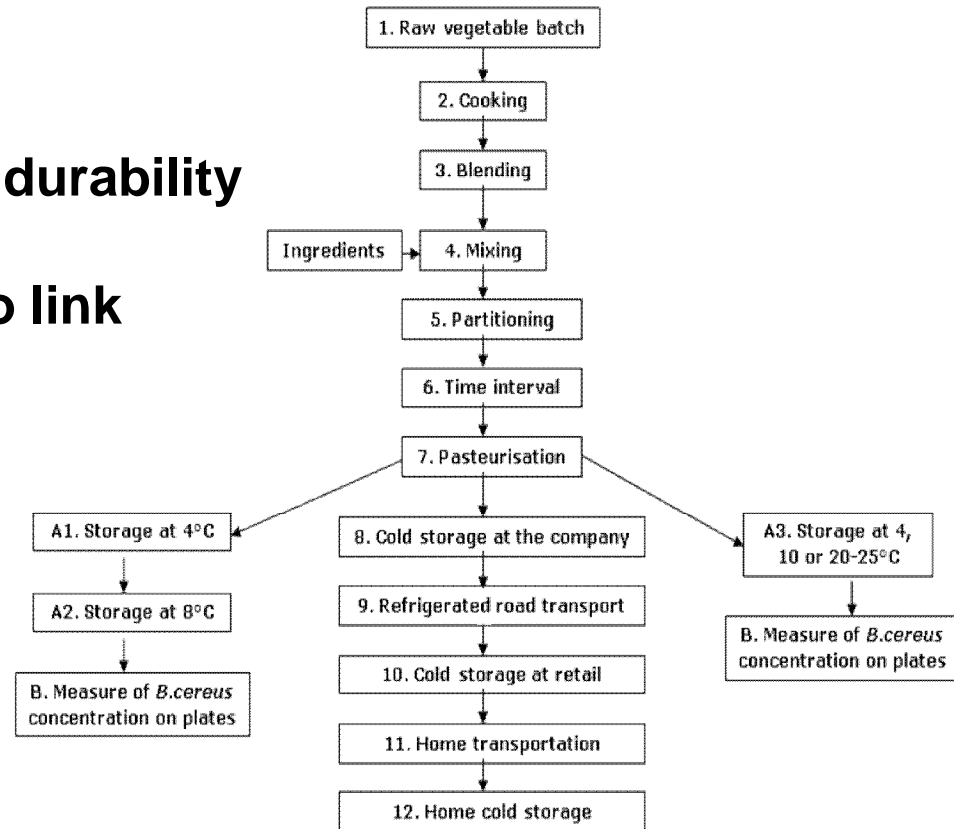 durability
o link
1. Raw vegetable batch
2. Cooking
3. Blending
Ingredients
4. Mixing
5. Partitioning
6. Time interval
7. Pasteurisation
A1. Storage at 4°C
A2. Storage at 8°C
B. Measure of B.cereus
concentration on plates
8. Cold storage at the company
9. Refrigerated road transport
10. Cold storage at retail
11. Home transportation
12. Home cold storage
A3. Storage at 4,
10 or 20-25°C
B. Measure of B.cereus
concentration on plates